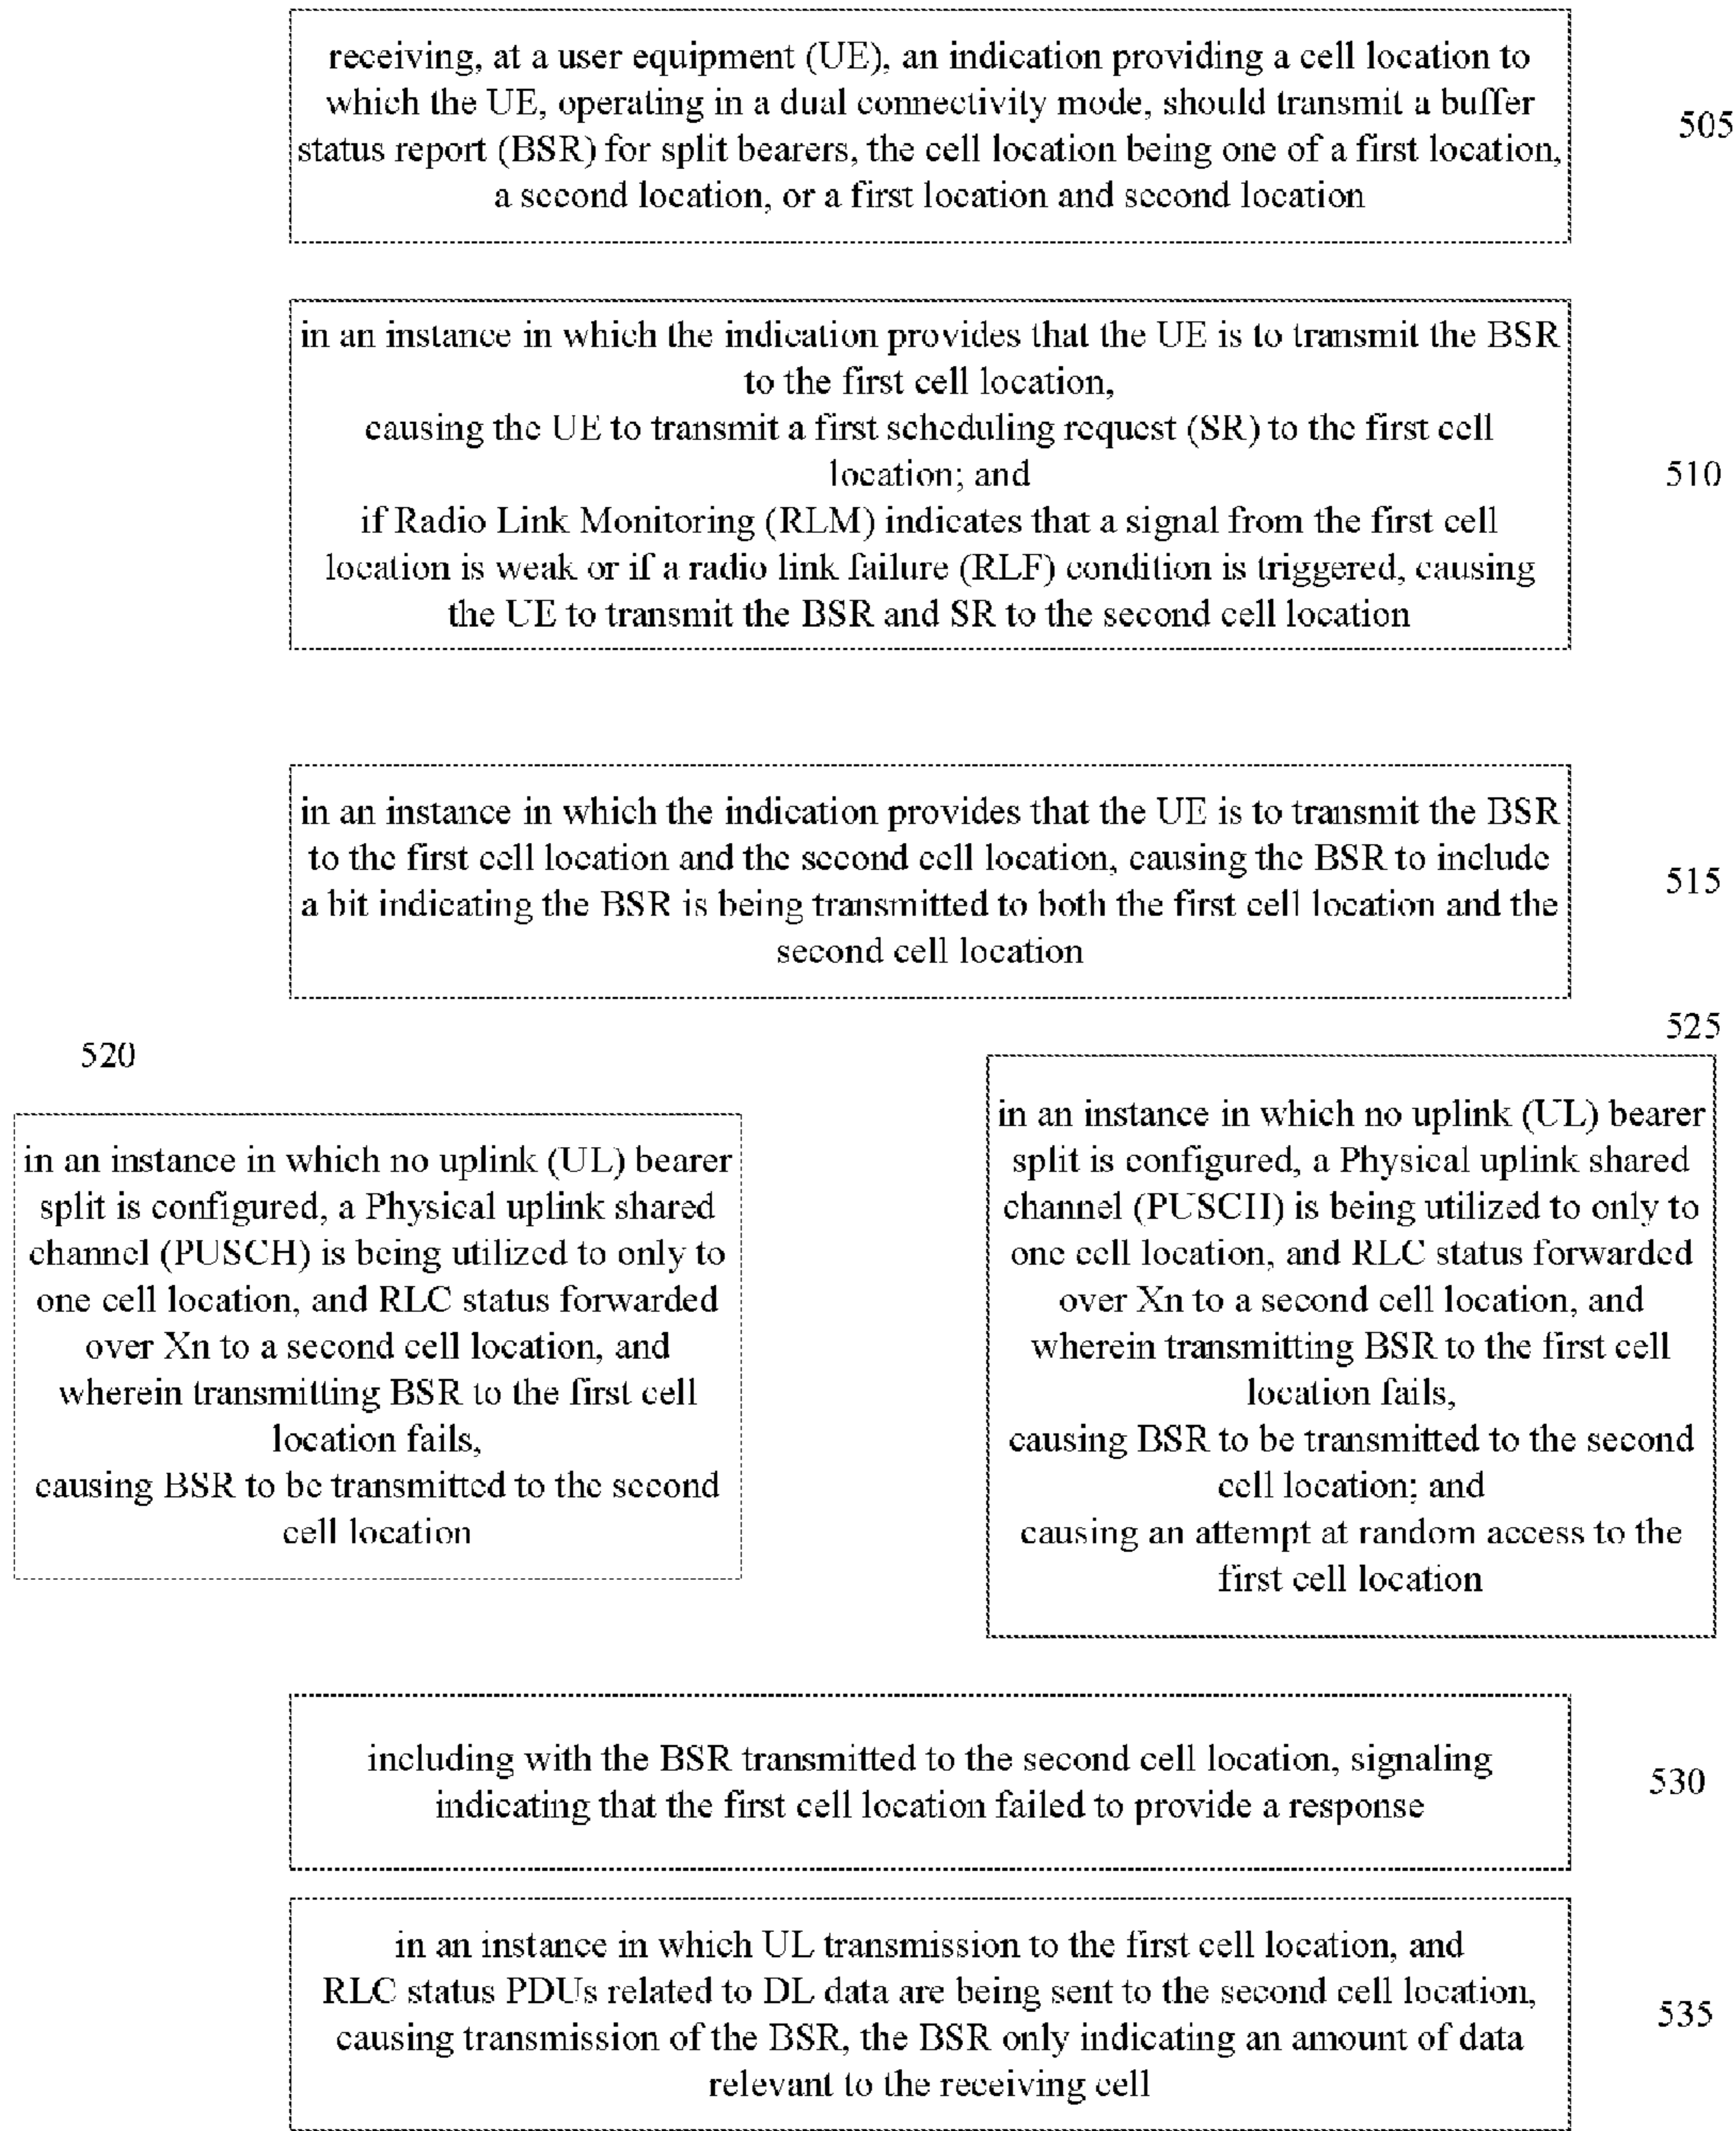 receiving, at a user equipment (UE), an indication providing a cell location to
which the UE, operating in a dual connectivity mode, should transmit a buffer
status report (BSR) for split bearers, the cell location being one of a first location,
a second location, or a first location and second location
505
in an instance in which the indication provides that the UE is to transmit the BSR
to the first cell location,
causing the UE to transmit a first scheduling request (SR) to the first cell
location; and
if Radio Link Monitoring (RLM) indicates that a signal from the first cell
location is weak or if a radio link failure (RLF) condition is triggered, causing
the UE to transmit the BSR and SR to the second cell location
510
in an instance in which the indication provides that the UE is to transmit the BSR
to the first cell location and the second cell location, causing the BSR to include
a bit indicating the BSR is being transmitted to both the first cell location and the
second cell location
515
520
in an instance in which no uplink (UL) bearer
split is configured, a Physical uplink shared
channel (PUSCH) is being utilized to only to
one cell location, and RLC status forwarded
over Xn to a second cell location, and
wherein transmitting BSR to the first cell
location fails,
causing BSR to be transmitted to the second
cell location
525
in an instance in which no uplink (UL) bearer
split is configured, a Physical uplink shared
channel (PUSCH) is being utilized to only to
one cell location, and RLC status forwarded
over Xn to a second cell location, and
wherein transmitting BSR to the first cell
location fails,
causing BSR to be transmitted to the second
cell location; and
causing an attempt at random access to the
first cell location
including with the BSR transmitted to the second cell location, signaling
indicating that the first cell location failed to provide a response
530
in an instance in which UL transmission to the first cell location, and
RLC status PDUs related to DL data are being sent to the second cell location,
causing transmission of the BSR, the BSR only indicating an amount of data
relevant to the receiving cell
535